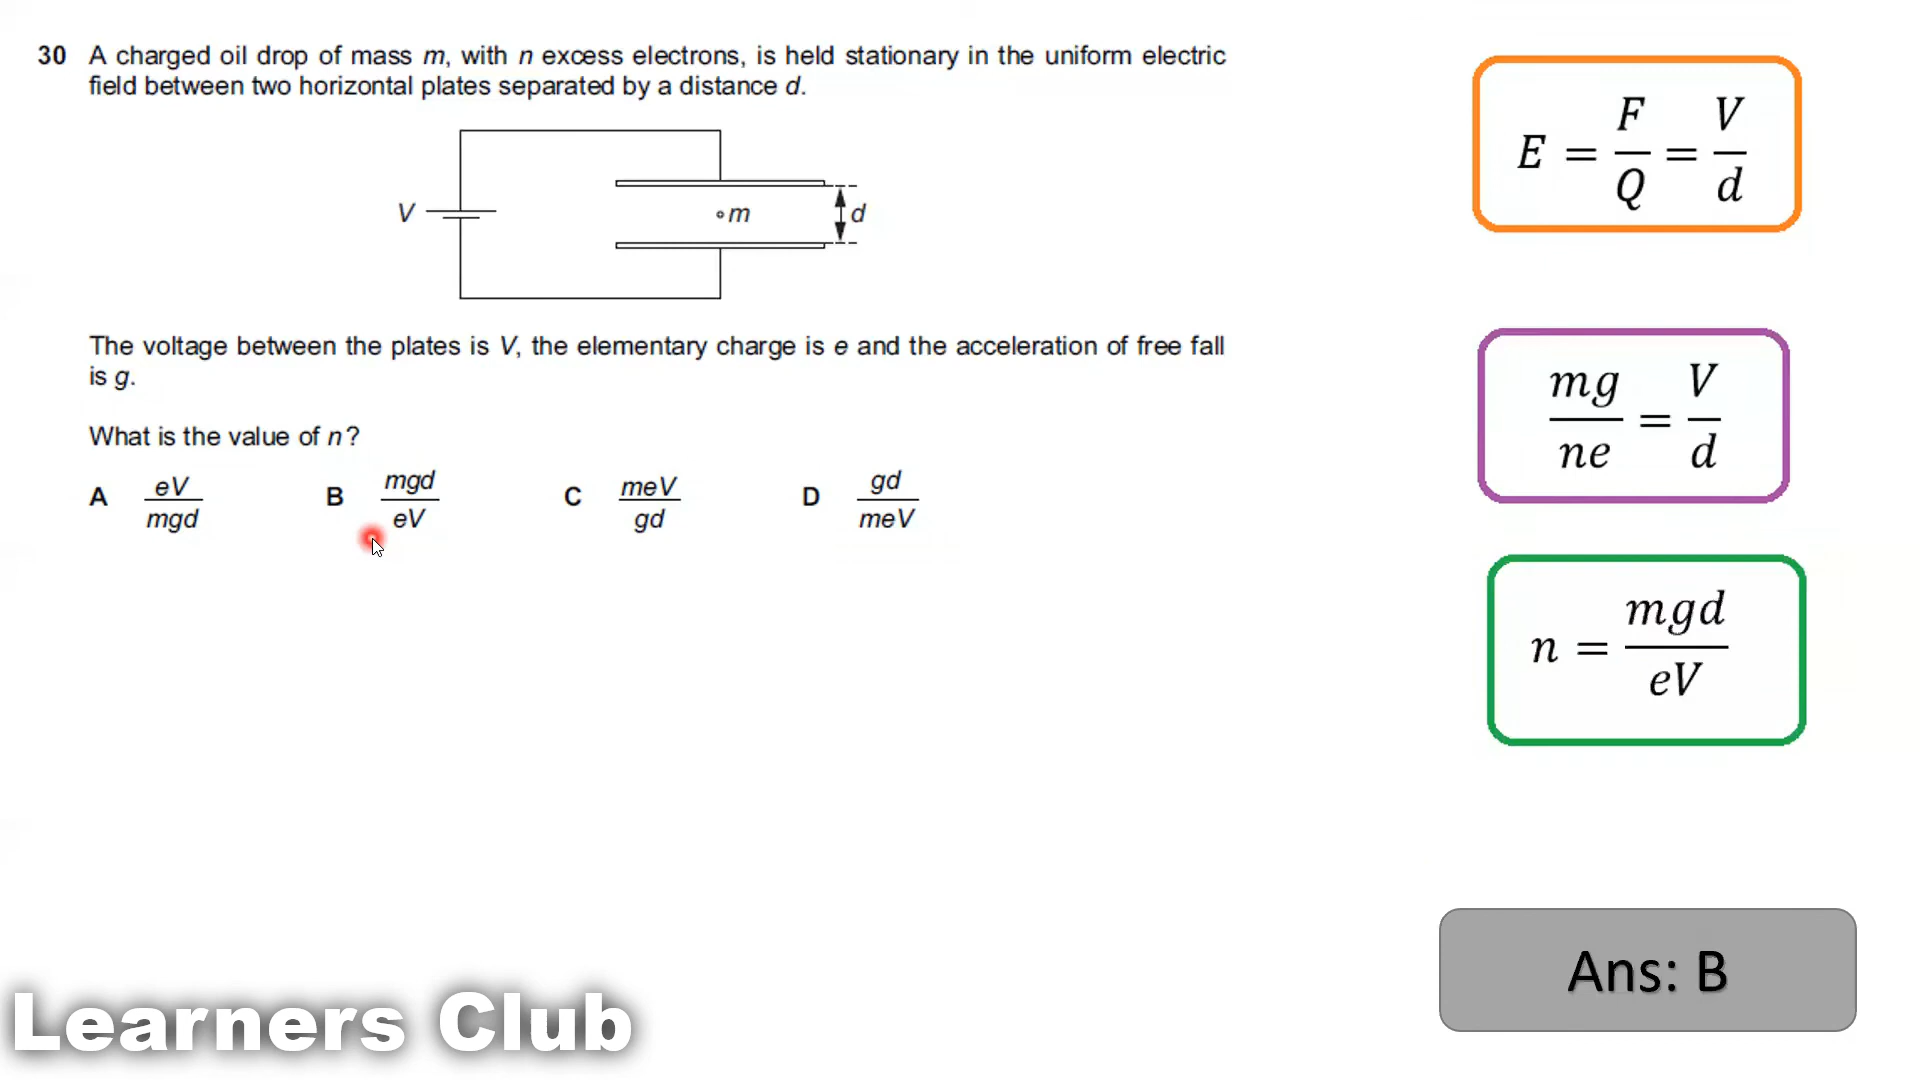 30 A charged oil drop of mass m, with n excess electrons, is held stationary in the uniform electric
field between two horizontal plates separated by a distance d.
V
m
d
The voltage between the plates is V, the elementary charge is e and the acceleration of free fall
is g.
What is the value of n?
A eV/mgd B mgd/eV C meV/gd D gd/meV
E = F/Q = V/d
mg/ne = V/d
n = mgd/eV
Ans: B
Learners Club